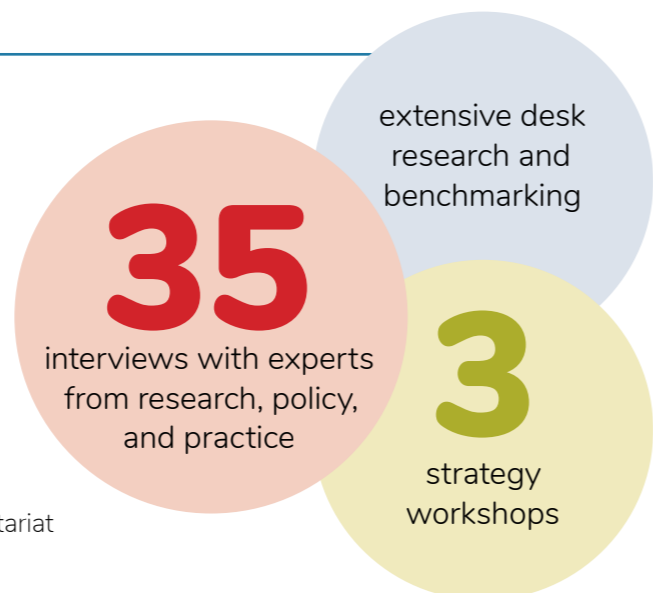 extensive desk
research and
benchmarking
35
interviews with experts
from research, policy,
and practice
3
strategy
workshops
tariat